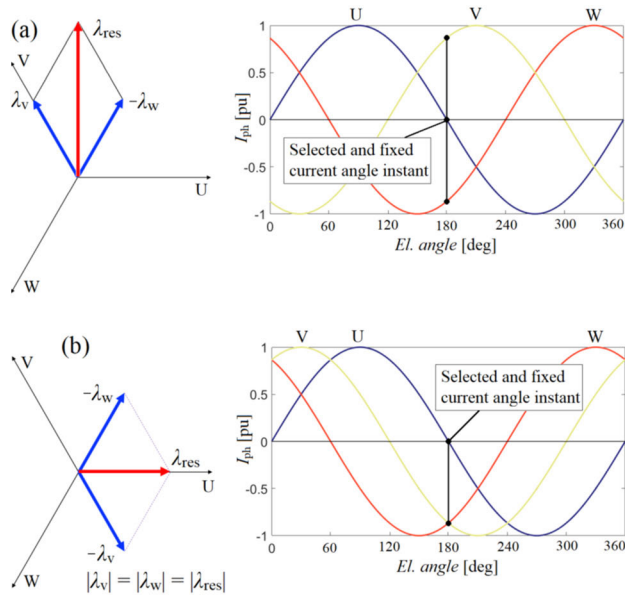 (a)
λres
V
λv
−λw
U
W
U
V
W
Iph [pu]
1
0.5
0
-0.5
-1
Selected and fixed
current angle instant
0
60
120
180
240
300
360
El. angle [deg]
(b)
V
−λw
λres
U
−λv
W
|λv| = |λw| = |λres|
V
U
W
Iph [pu]
1
0.5
0
-0.5
-1
Selected and fixed
current angle instant
0
60
120
180
240
300
360
El. angle [deg]